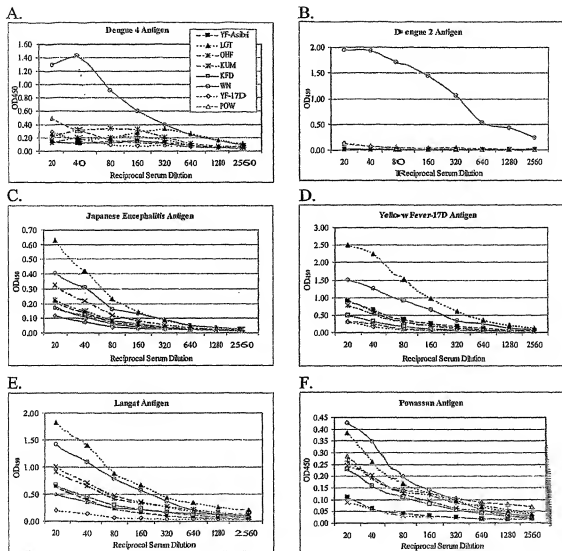 A.
Dengue 4 Antigen
OD450
1.60
1.40
1.20
1.00
0.80
0.60
0.40
0.20
0.00
20 40 80 160 320 640 1280 2560
Reciprocal Serum Dilution
YF-Asibi
LGT
OHF
KUM
KFD
WN
YF-17D
POW
B.
Dengue 2 Antigen
OD450
2.00
1.50
1.00
0.50
0.00
20 40 80 160 320 640 1280 2560
Reciprocal Serum Dilution
C.
Japanese Encephalitis Antigen
OD450
0.70
0.60
0.50
0.40
0.30
0.20
0.10
0.00
20 40 80 160 320 640 1280 2560
Reciprocal Serum Dilution
D.
Yellow Fever-17D Antigen
OD450
3.00
2.50
2.00
1.50
1.00
0.50
0.00
20 40 80 160 320 640 1280 2560
Reciprocal Serum Dilution
E.
Langat Antigen
OD450
2.00
1.50
1.00
0.50
0.00
20 40 80 160 320 640 1280 2560
Reciprocal Serum Dilution
F.
Powassan Antigen
OD450
0.45
0.40
0.35
0.30
0.25
0.20
0.15
0.10
0.05
0.00
20 40 80 160 320 640 1280 2560
Reciprocal Serum Dilution